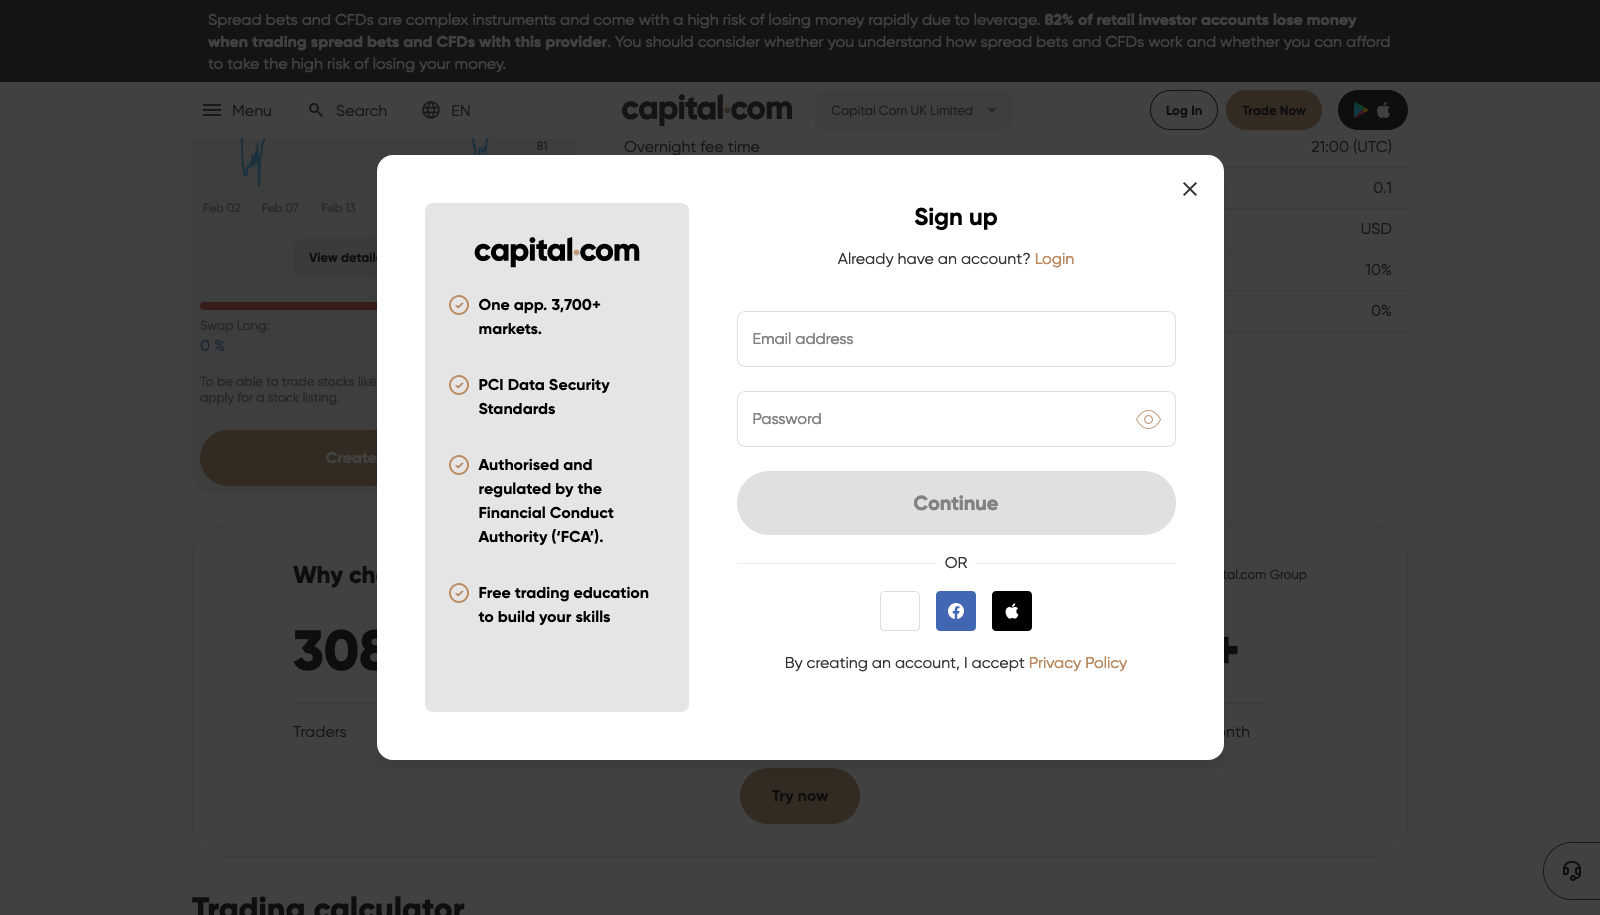 Spread bets and CFDs are complex instruments and come with a high risk of losing money rapidly due to leverage. 82% of retail investor accounts lose money
when trading spread bets and CFDs with this provider. You should consider whether you understand how spread bets and CFDs work and whether you can afford
to take the high risk of losing your money.
Menu Search EN capital.com Capital Com UK Limited Log In Trade Now
81
Overnight fee time 21:00 (UTC)
0.1
Feb 02 Feb 07 Feb 13
USD
View details
10%
0%
Swap Long:
0 %
To be able to trade stocks like
apply for a stock listing.
Create
Why
tal.com Group
308
+
Traders
nth
Try now
Trading calculator
capital.com
One app. 3,700+
markets.
PCI Data Security
Standards
Authorised and
regulated by the
Financial Conduct
Authority (‘FCA’).
Free trading education
to build your skills
Sign up
Already have an account? Login
Email address
Password
Continue
OR
By creating an account, I accept Privacy Policy